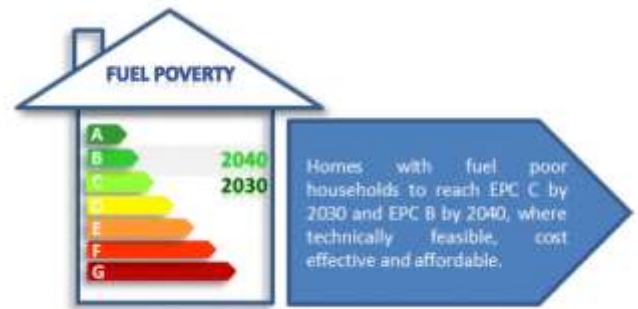 FUEL POVERTY
A
B 2040
C 2030
D
E
F
G
Homes with fuel poor
households to reach EPC C by
2030 and EPC B by 2040, where
technically feasible, cost
effective and affordable.